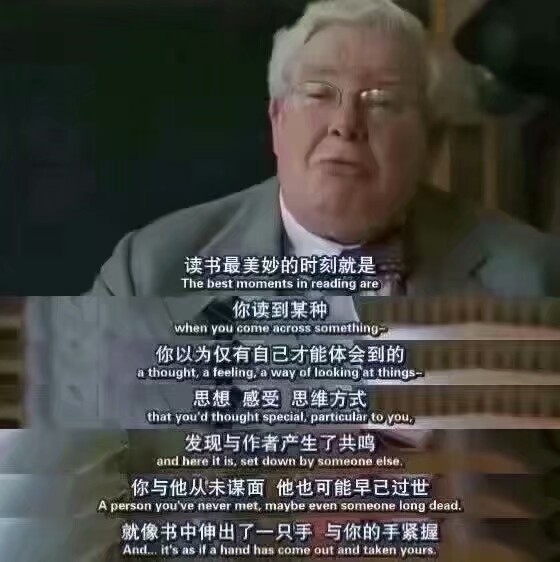 读书最美妙的时刻就是
The best moments in reading are
你读到某种
when you come across something-
你以为仅有自己才能体会到的
a thought, a feeling, a way of looking at things-
思想 感受 思维方式
that you'd thought special, particular to you,
发现与作者产生了共鸣
and here it is, set down by someone else.
你与他从未谋面 他也可能早已过世
A person you've never met, maybe even someone long dead.
就像书中伸出了一只手 与你的手紧握
And... it's as if a hand has come out and taken yours.